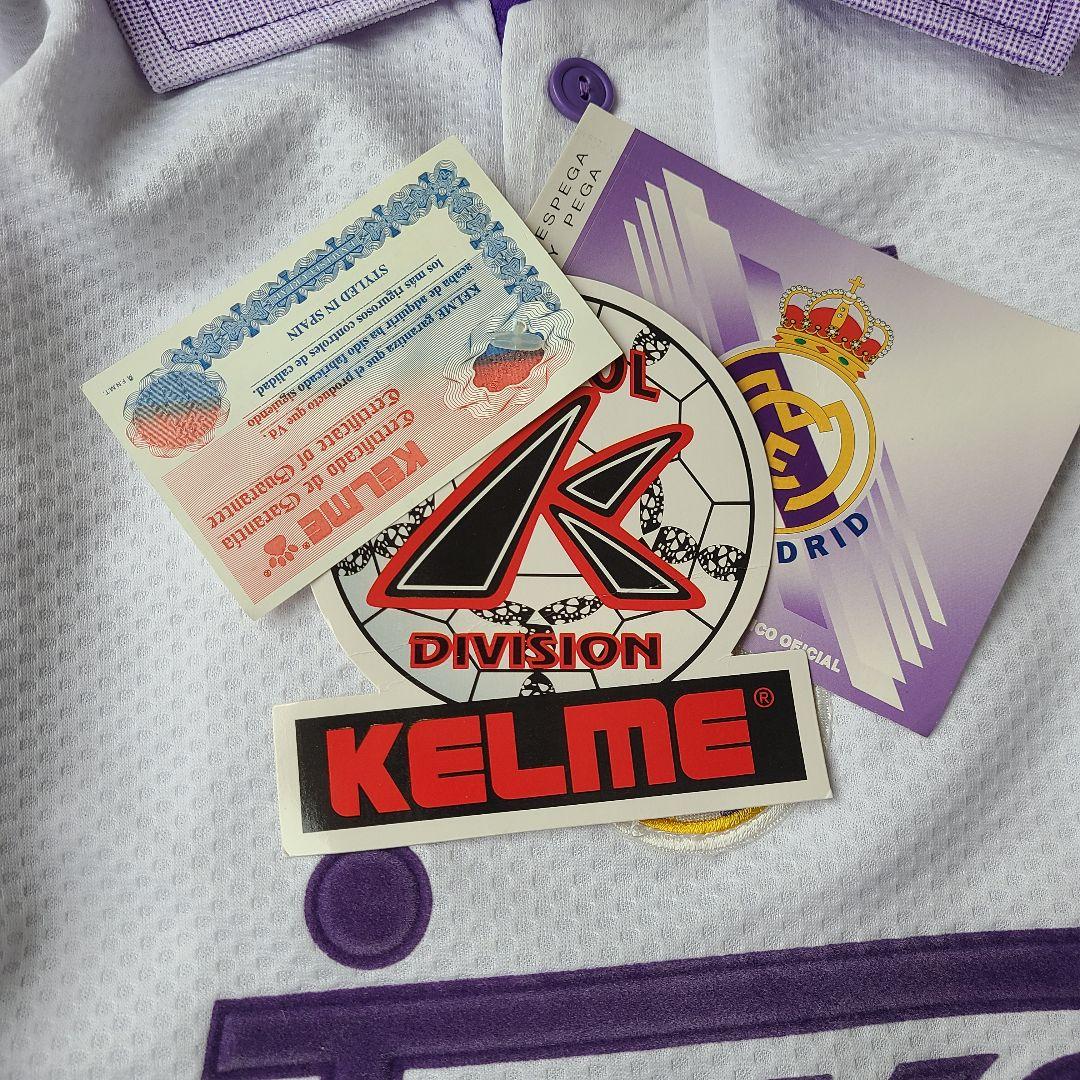 KELME®
Certificado de Garantía
Certificate of Guarantee
KELME garantiza que el producto que Vd.
acaba de adquirir ha sido fabricado siguiendo
los más rigurosos controles de calidad.
STYLED IN SPAIN
F.N.M.T.
ESPEGA
Y PEGA
DRID
CO OFICIAL
OL
DIVISION
KELME®